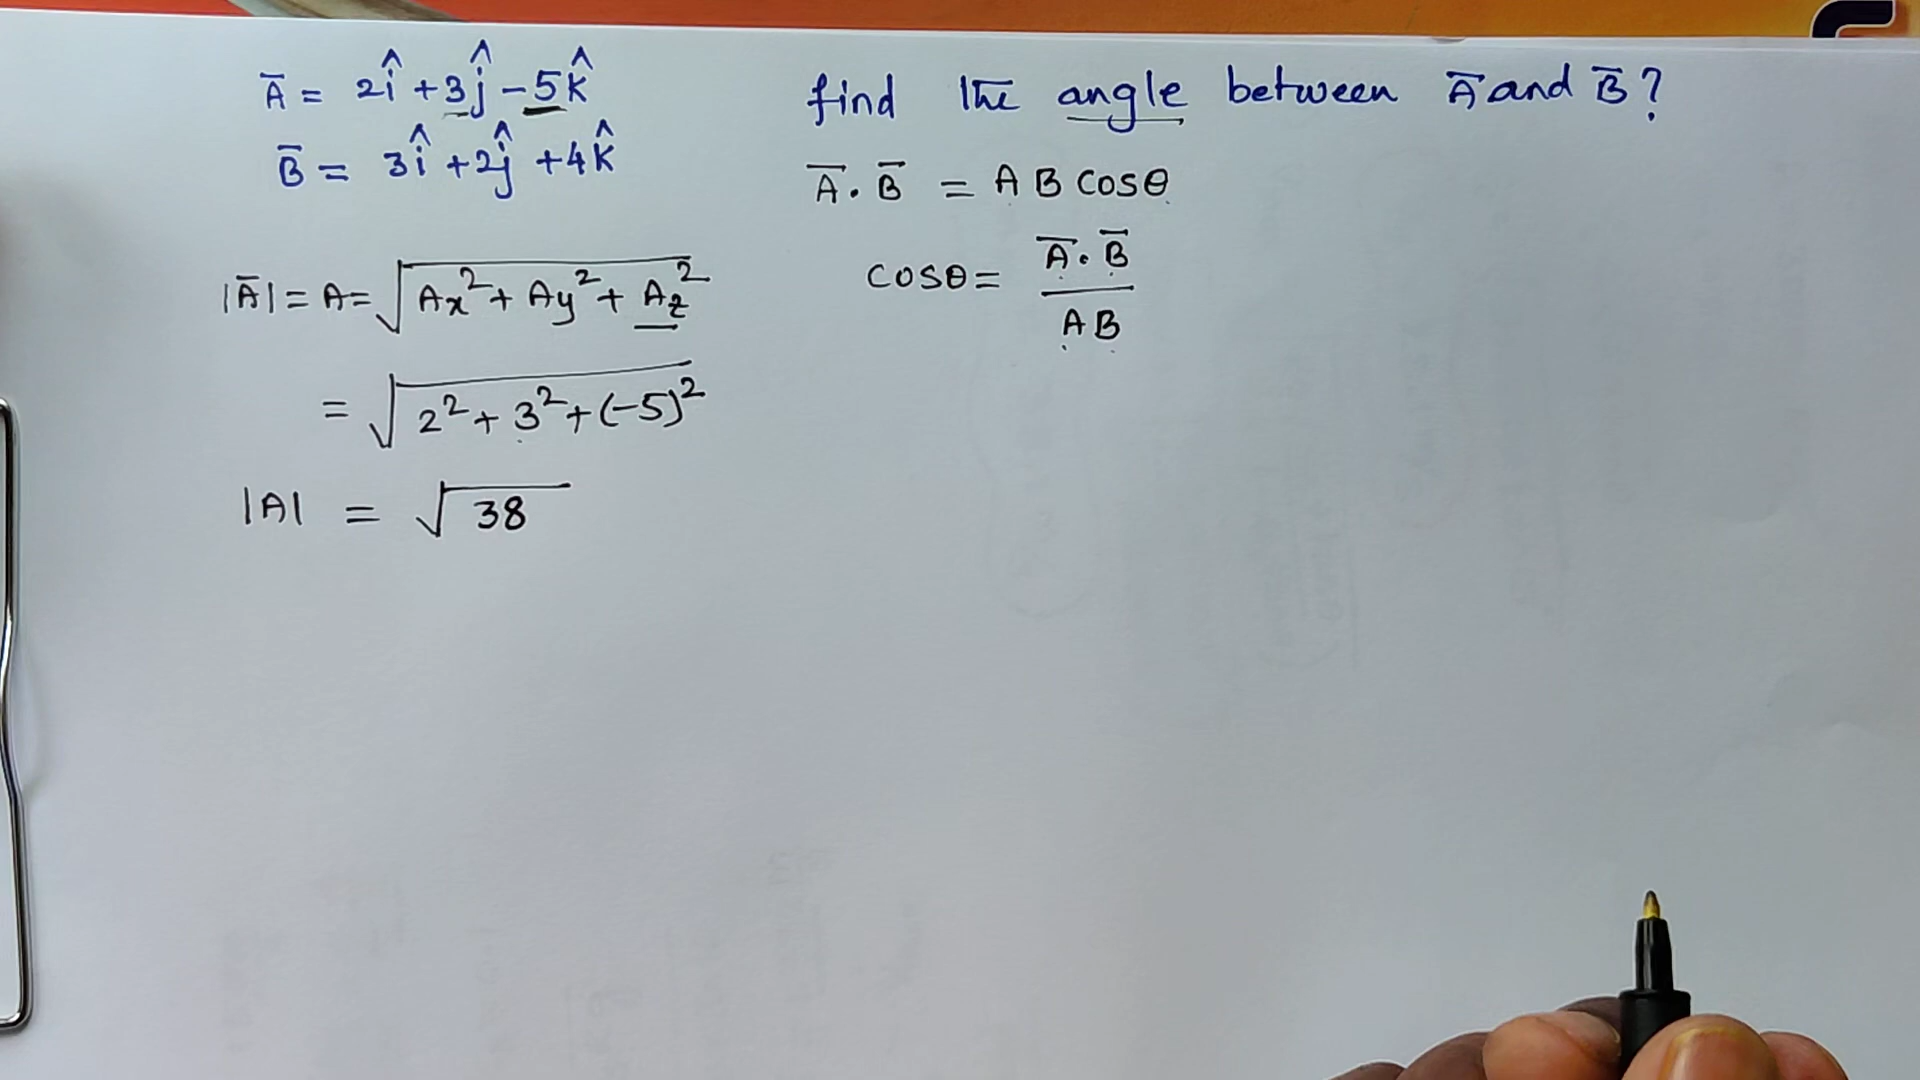 A̅ = 2î + 3ĵ - 5k̂
B̅ = 3î + 2ĵ + 4k̂
|A̅| = A = √(Ax² + Ay² + Az²)
= √(2² + 3² + (-5)²)
|A| = √38
find the angle between A̅ and B̅ ?
A̅ . B̅ = A B cosθ
cosθ = A̅ . B̅ / A B